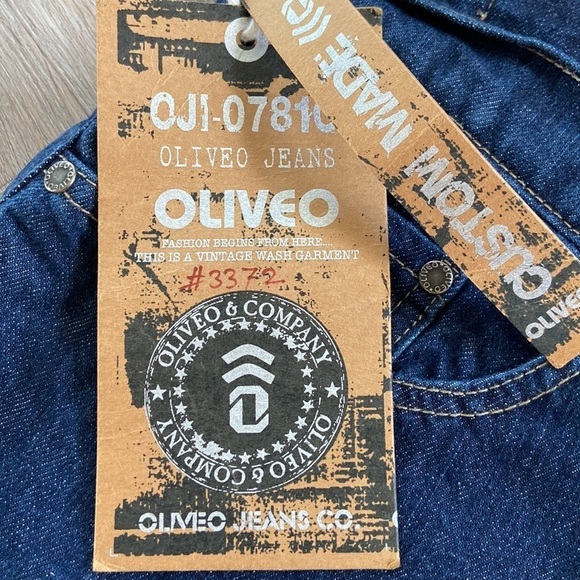 OJI-0781
OLIVEO JEANS
OLIVEO
FASHION BEGINS FROM HERE....
THIS IS A VINTAGE WASH GARMENT
#3372
OLIVEO & COMPANY
OLIVEO & COMPANY
OLIVEO JEANS CO.
CUSTOM MADE
OLIVEO